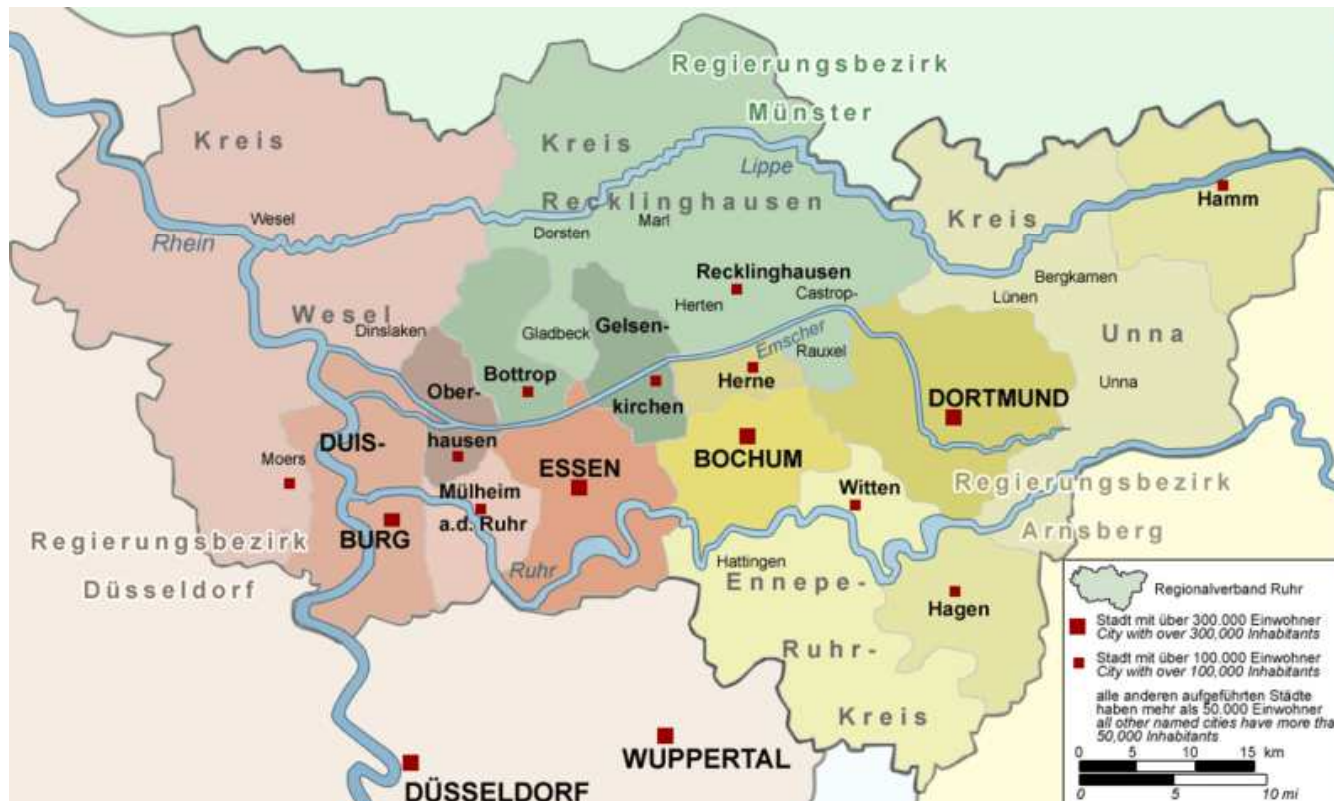 Regierungsbezirk
Münster
Kreis
Kreis
Lippe
Recklinghausen
Hamm
Kreis
Wesel
Marl
Dorsten
Rhein
Recklinghausen
Bergkamen
Castrop-
Lünen
Herten
Wesel
Gelsen-
Dinslaken
Gladbeck
Unna
Emscher
Rauxel
Bottrop
Herne
Ober-
kirchen
Unna
DORTMUND
DUIS-
hausen
BOCHUM
Moers
ESSEN
Mülheim
Witten
Regierungsbezirk
a.d. Ruhr
BURG
Arnsberg
Regierungsbezirk
Hattingen
Ruhr
Ennepe-
Düsseldorf
Hagen
Ruhr-
Kreis
WUPPERTAL
DÜSSELDORF
Regionalverband Ruhr
Stadt mit über 300.000 Einwohner
City with over 300,000 Inhabitants
Stadt mit über 100.000 Einwohner
City with over 100,000 Inhabitants
alle anderen aufgeführten Städte
haben mehr als 50.000 Einwohner
all other named cities have more tha
50,000 Inhabitants
0 5 10 15 km
0 5 10 mi